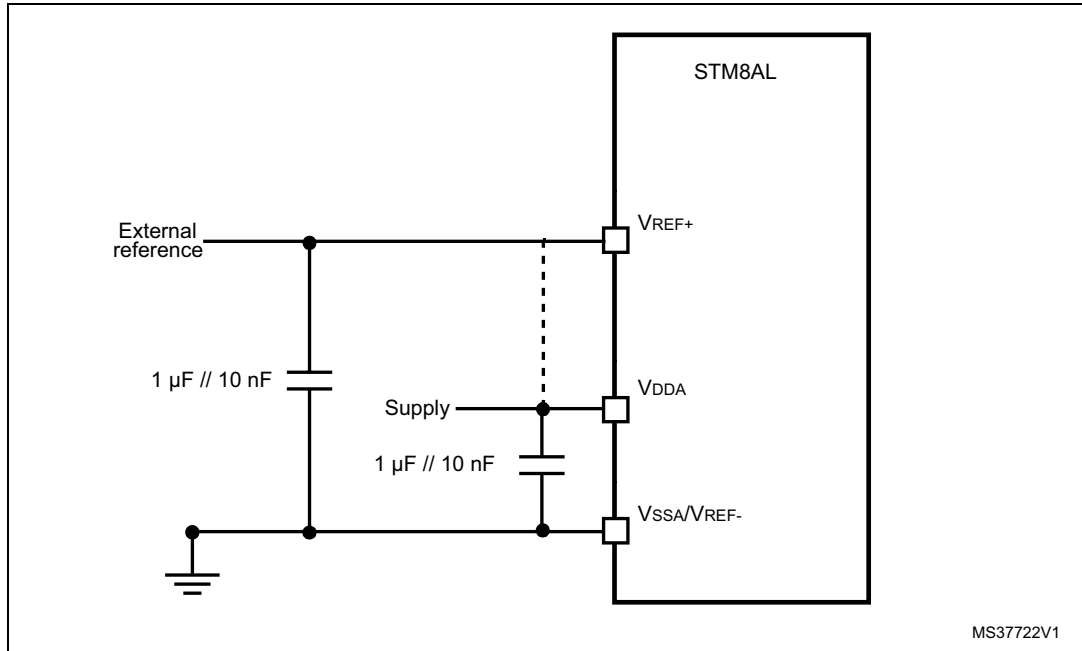 STM8AL
VREF+
External
reference
1 µF // 10 nF
VDDA
Supply
1 µF // 10 nF
VSSA/VREF-
MS37722V1